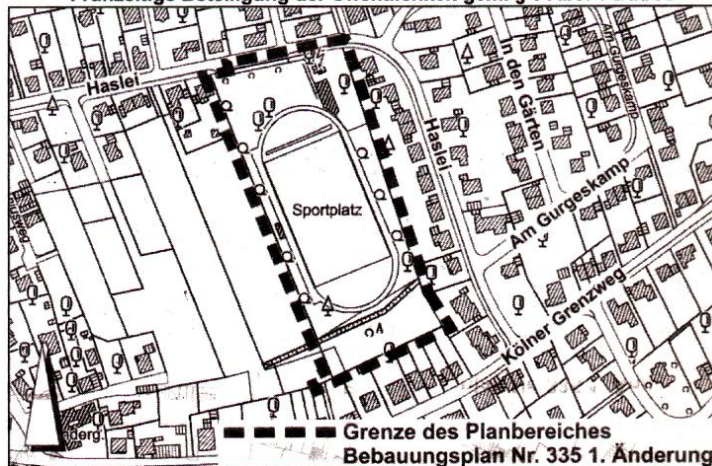 Haslei
In den Gärten
Am Gurgeskamp
Haslei
Sportplatz
Am Gurgeskamp
Kölner Grenzweg
derg.
Grenze des Planbereiches
Bebauungsplan Nr. 335 1. Änderung